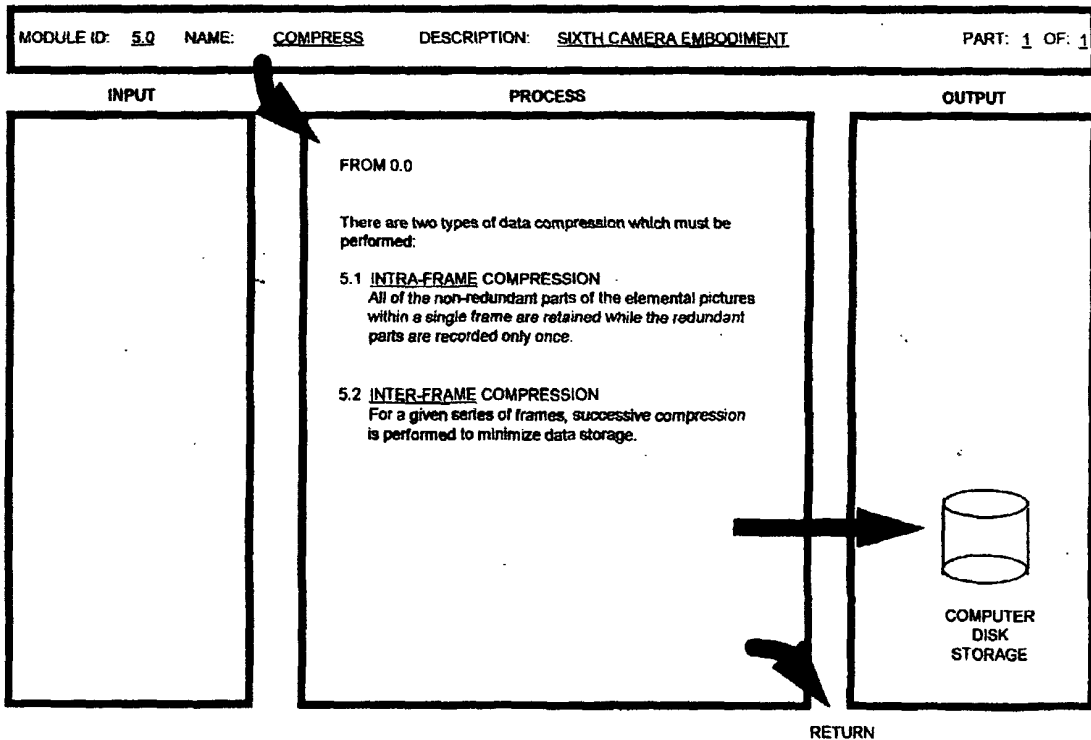 MODULE ID: 5.0 NAME: COMPRESS DESCRIPTION: SIXTH CAMERA EMBODIMENT PART: 1 OF: 1
INPUT
PROCESS
OUTPUT
FROM 0.0
There are two types of data compression which must be
performed:
5.1 INTRA-FRAME COMPRESSION
All of the non-redundant parts of the elemental pictures
within a single frame are retained while the redundant
parts are recorded only once.
5.2 INTER-FRAME COMPRESSION
For a given series of frames, successive compression
is performed to minimize data storage.
COMPUTER
DISK
STORAGE
RETURN